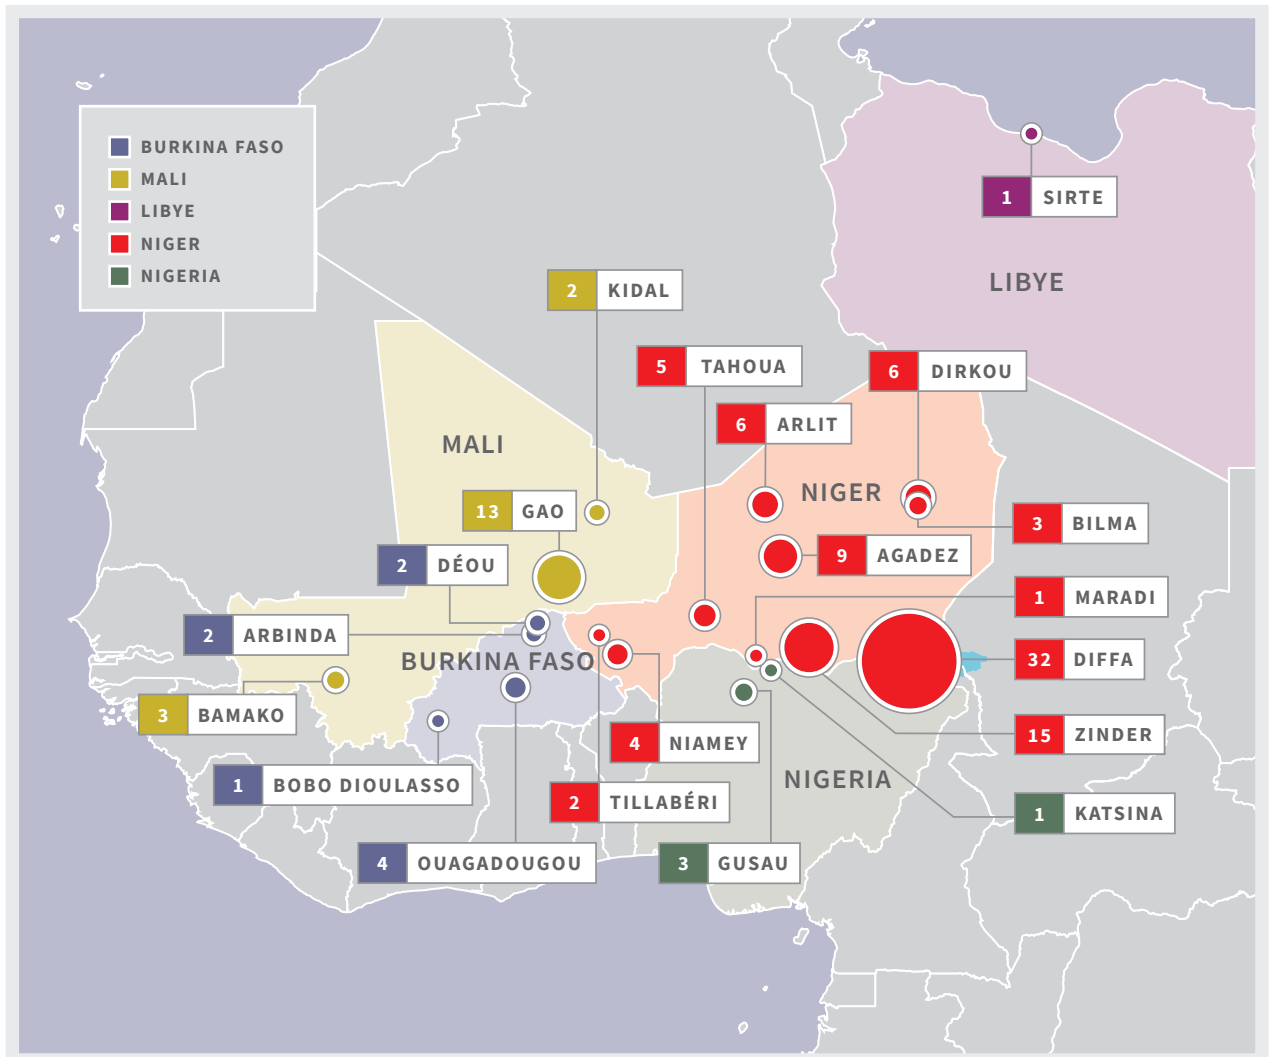 BURKINA FASO
MALI
LIBYE
NIGER
NIGERIA
1 SIRTE
LIBYE
2 KIDAL
5 TAHOUA
6 DIRKOU
6 ARLIT
MALI
NIGER
13 GAO
3 BILMA
2 DÉOU
9 AGADEZ
1 MARADI
2 ARBINDA
BURKINA FASO
32 DIFFA
3 BAMAKO
4 NIAMEY
15 ZINDER
NIGERIA
1 BOBO DIOULASSO
2 TILLABÉRI
1 KATSINA
4 OUAGADOUGOU
3 GUSAU